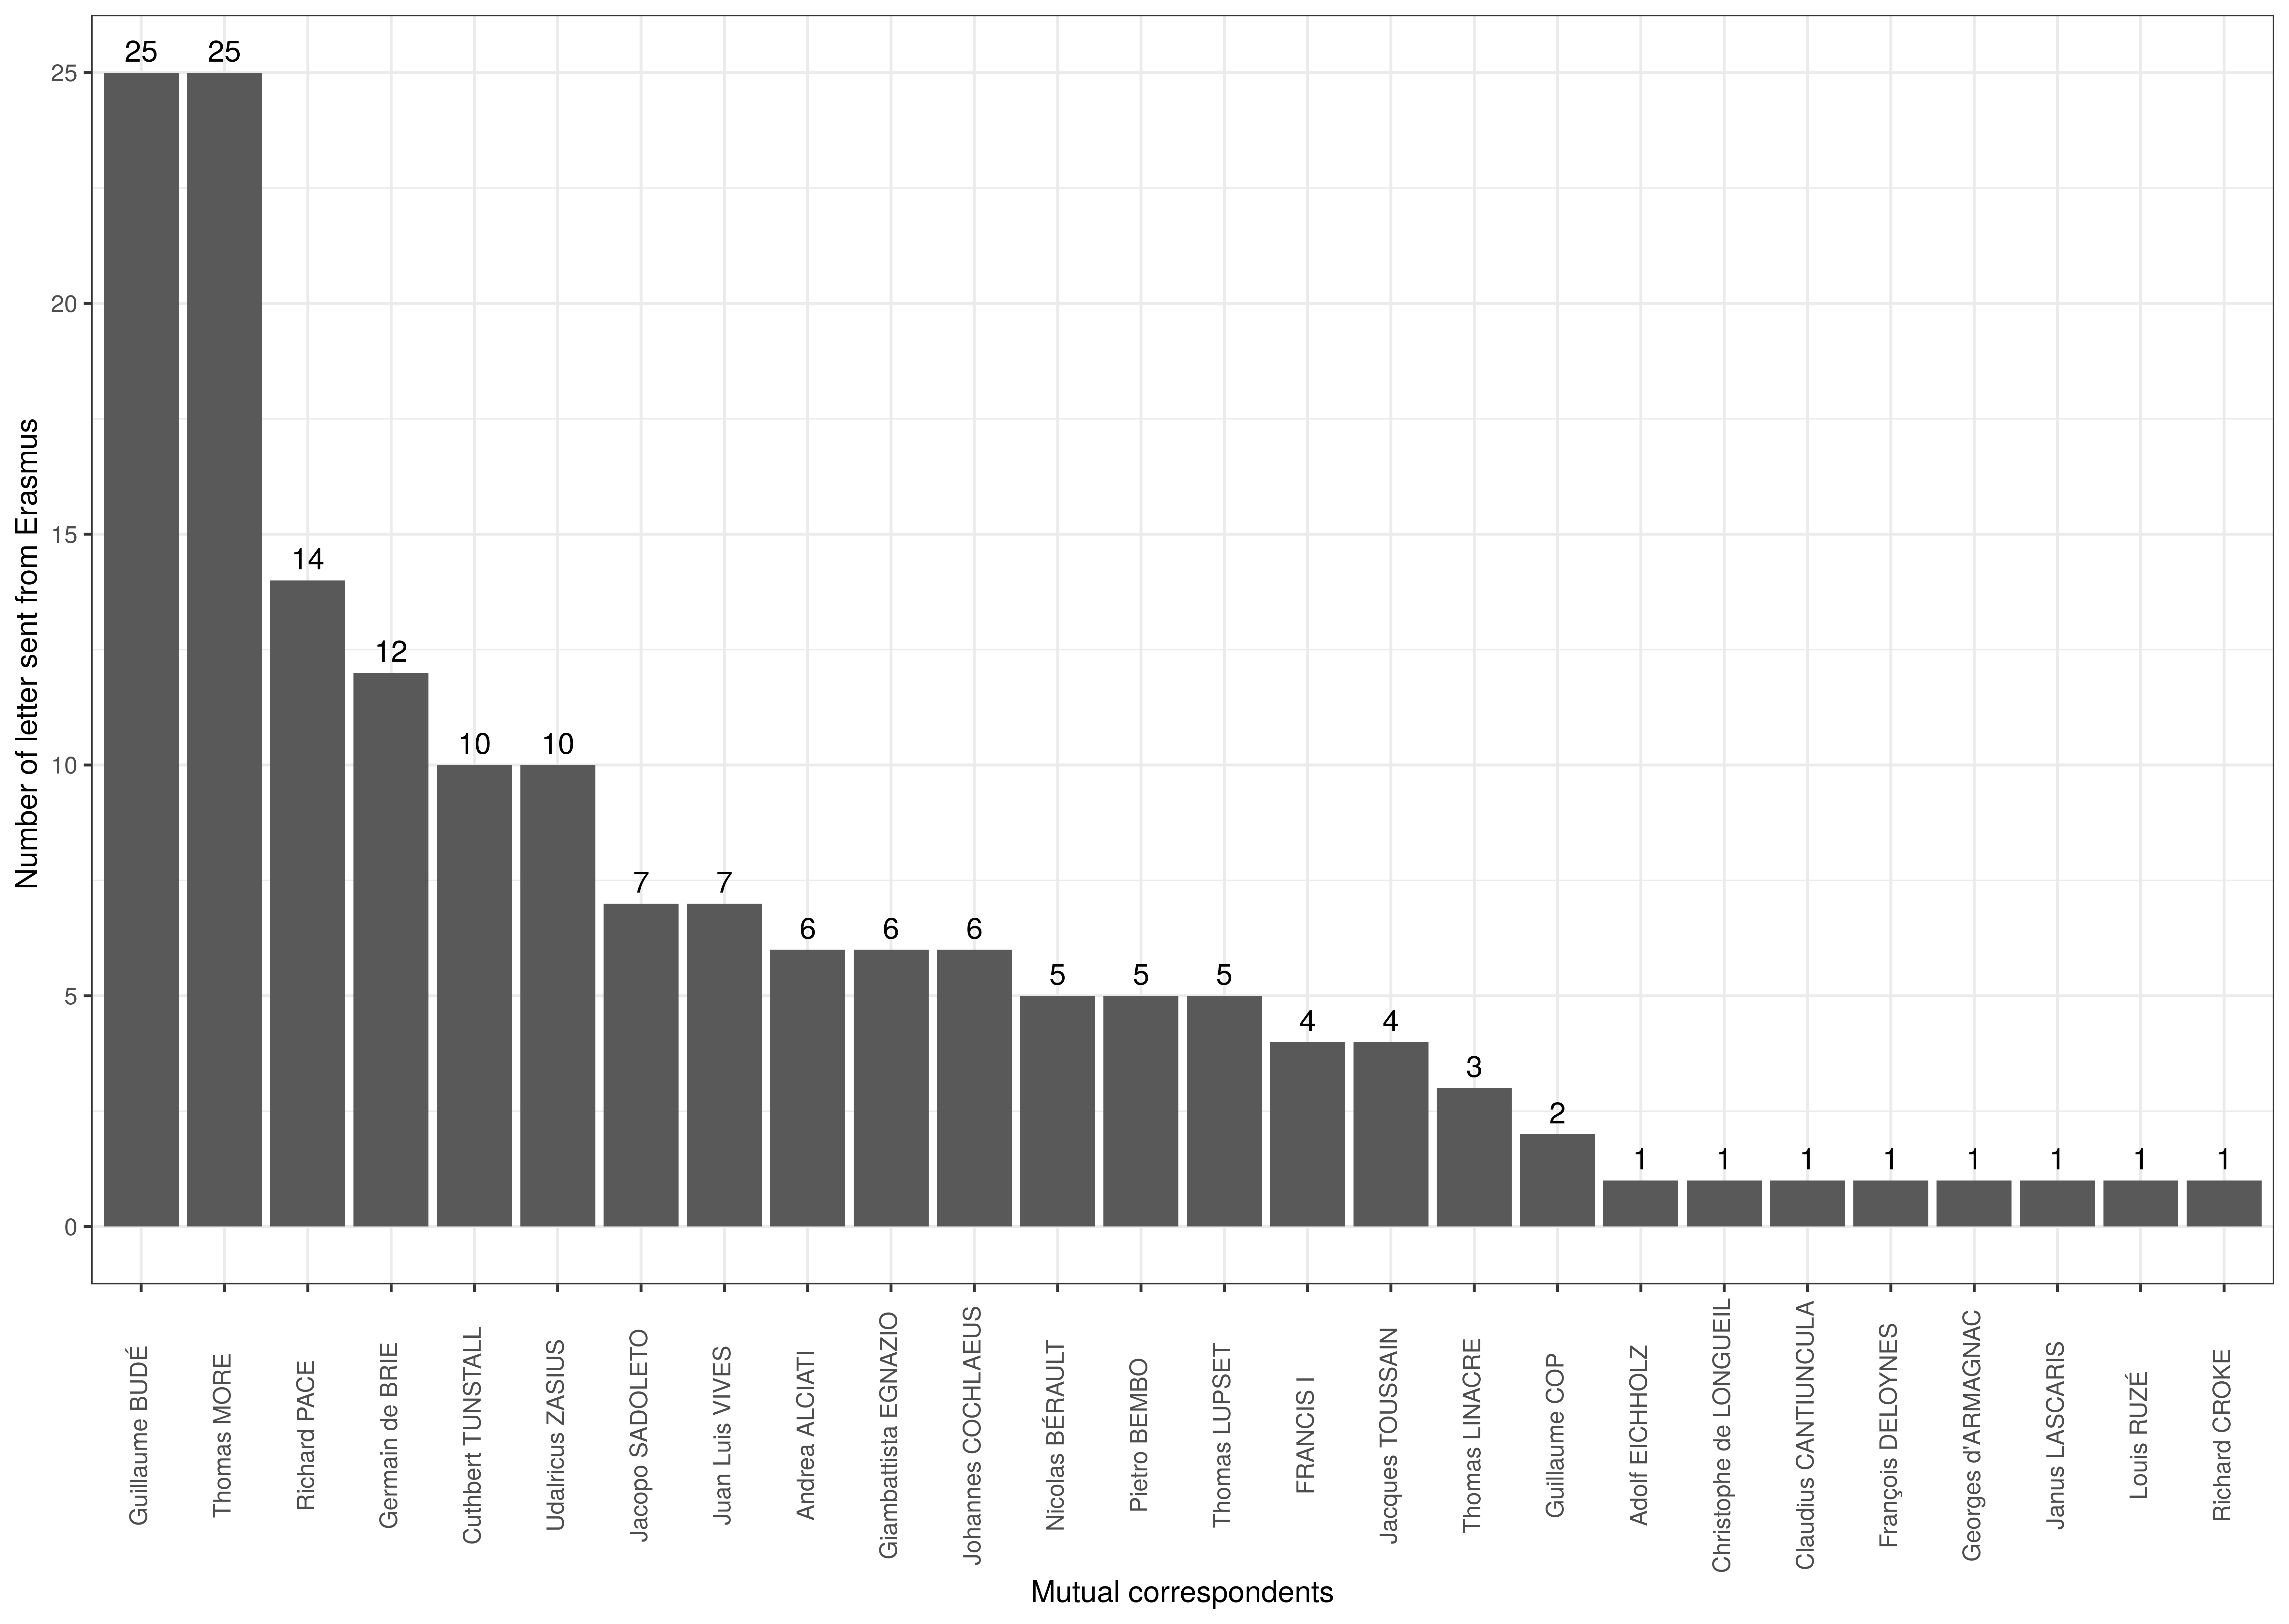 25 25
14
12
10 10
7 7
6 6 6
5 5 5
4 4
3
2
1 1 1 1 1 1 1 1
25
20
15
10
5
0
Number of letter sent from Erasmus
Guillaume BUDÉ
Thomas MORE
Richard PACE
Germain de BRIE
Cuthbert TUNSTALL
Udalricus ZASIUS
Jacopo SADOLETO
Juan Luis VIVES
Andrea ALCIATI
Giambattista EGNAZIO
Johannes COCHLAEUS
Nicolas BÉRAULT
Pietro BEMBO
Thomas LUPSET
FRANCIS I
Jacques TOUSSAIN
Thomas LINACRE
Guillaume COP
Adolf EICHHOLZ
Christophe de LONGUEIL
Claudius CANTIUNCULA
François DELOYNES
Georges d'ARMAGNAC
Janus LASCARIS
Louis RUZÉ
Richard CROKE
Mutual correspondents